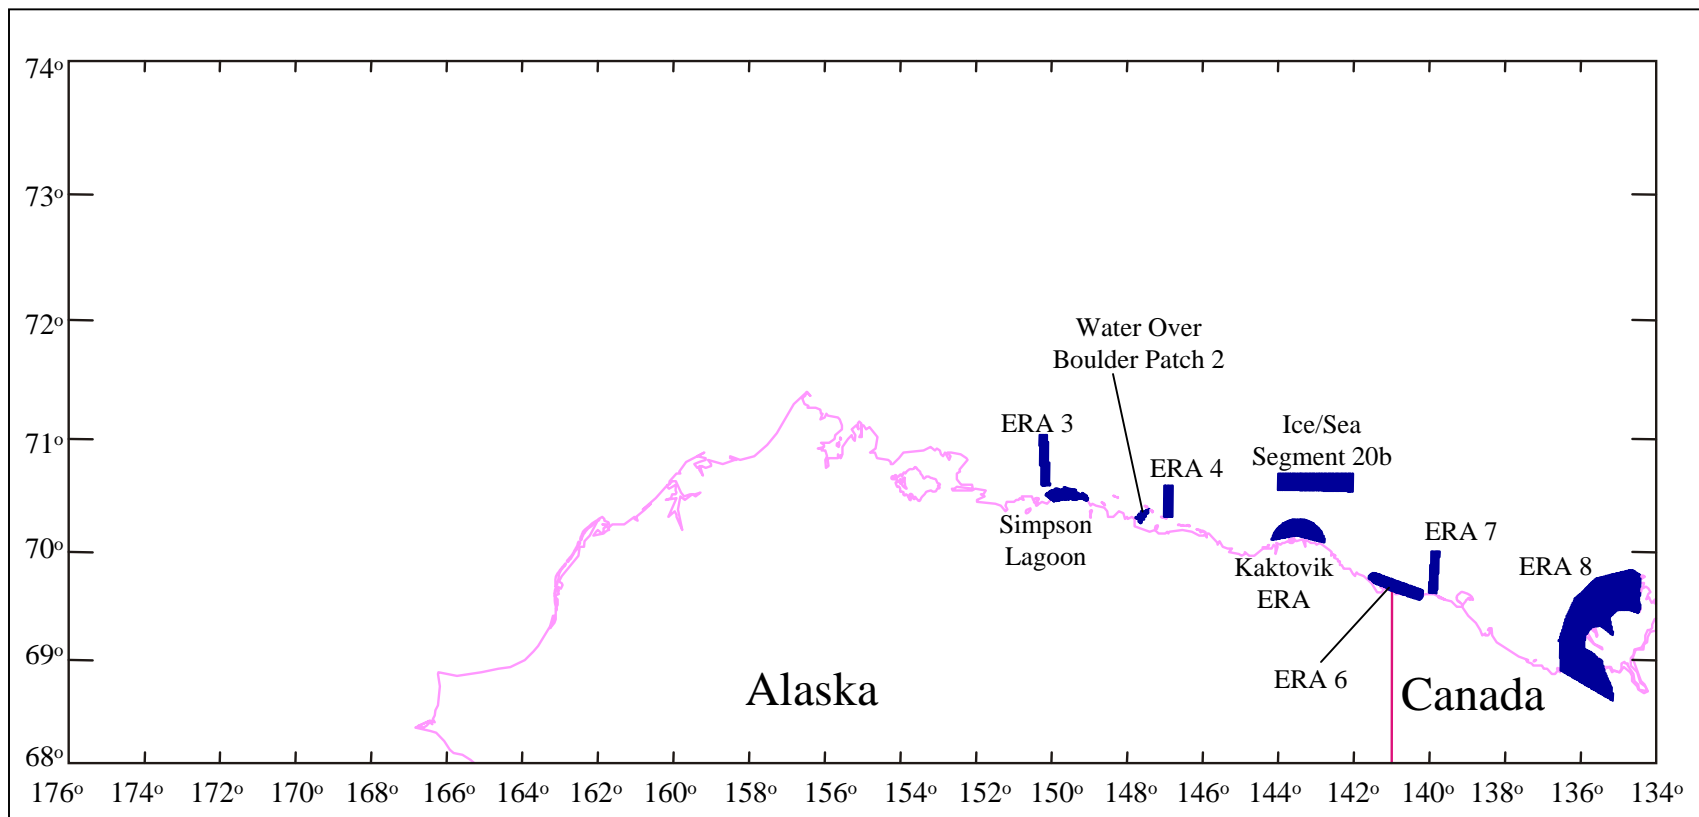 74°
73°
72°
Water Over
Boulder Patch 2
71°
ERA 3
Ice/Sea
Segment 20b
ERA 4
Simpson
Lagoon
70°
ERA 7
Kaktovik
ERA
ERA 8
69°
ERA 6
Alaska
Canada
68°
176° 174° 172° 170° 168° 166° 164° 162° 160° 158° 156° 154° 152° 150° 148° 146° 144° 142° 140° 138° 136° 134°